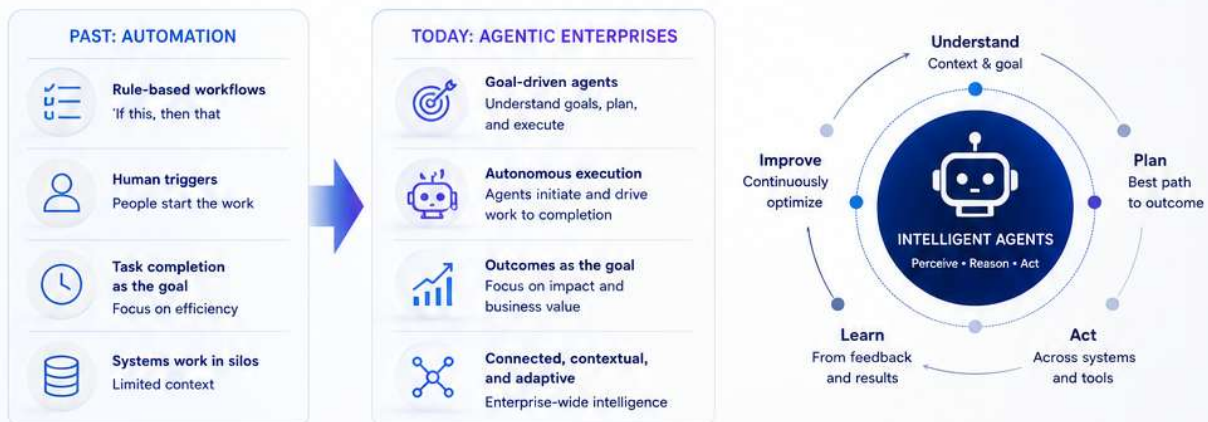 PAST: AUTOMATION
Rule-based workflows
'If this, then that
Human triggers
People start the work
Task completion
as the goal
Focus on efficiency
Systems work in silos
Limited context
TODAY: AGENTIC ENTERPRISES
Goal-driven agents
Understand goals, plan,
and execute
Autonomous execution
Agents initiate and drive
work to completion
Outcomes as the goal
Focus on impact and
business value
Connected, contextual,
and adaptive
Enterprise-wide intelligence
Understand
Context & goal
Plan
Best path
to outcome
Act
Across systems
and tools
Learn
From feedback
and results
Improve
Continuously
optimize
INTELLIGENT AGENTS
Perceive • Reason • Act